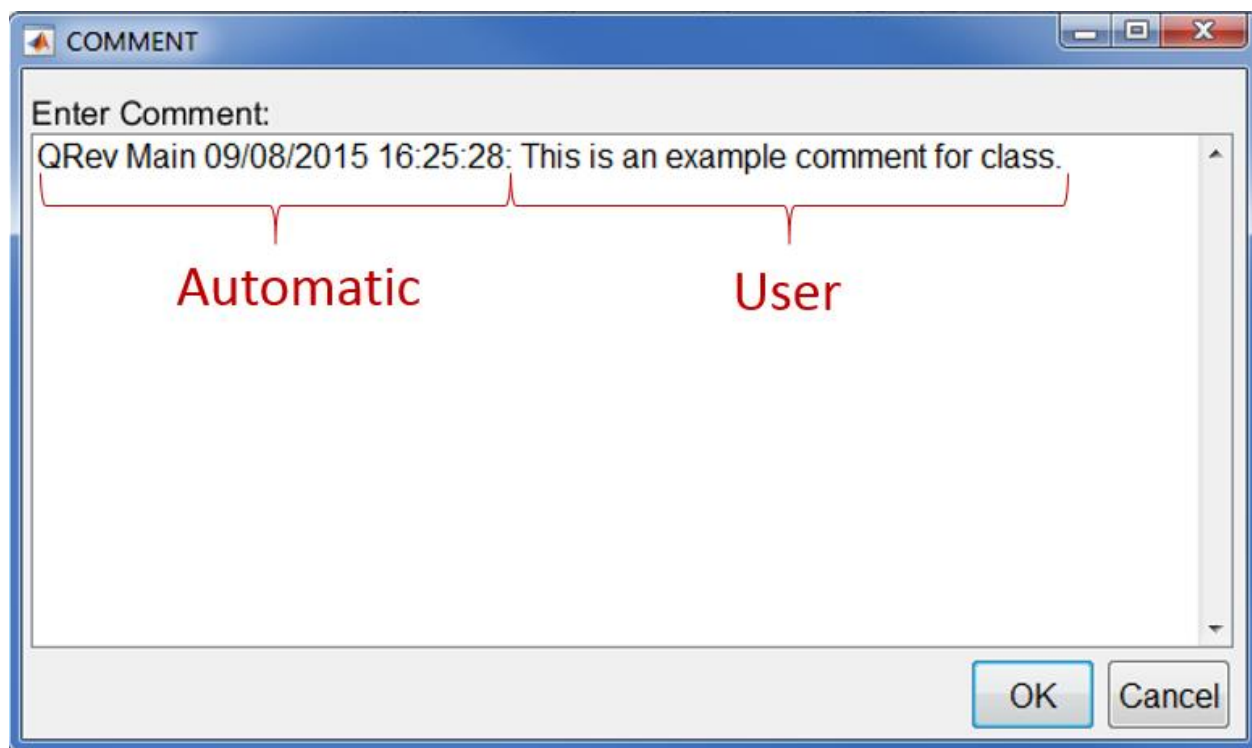 COMMENT
Enter Comment:
QRev Main 09/08/2015 16:25:28: This is an example comment for class.
Automatic User
OK Cancel